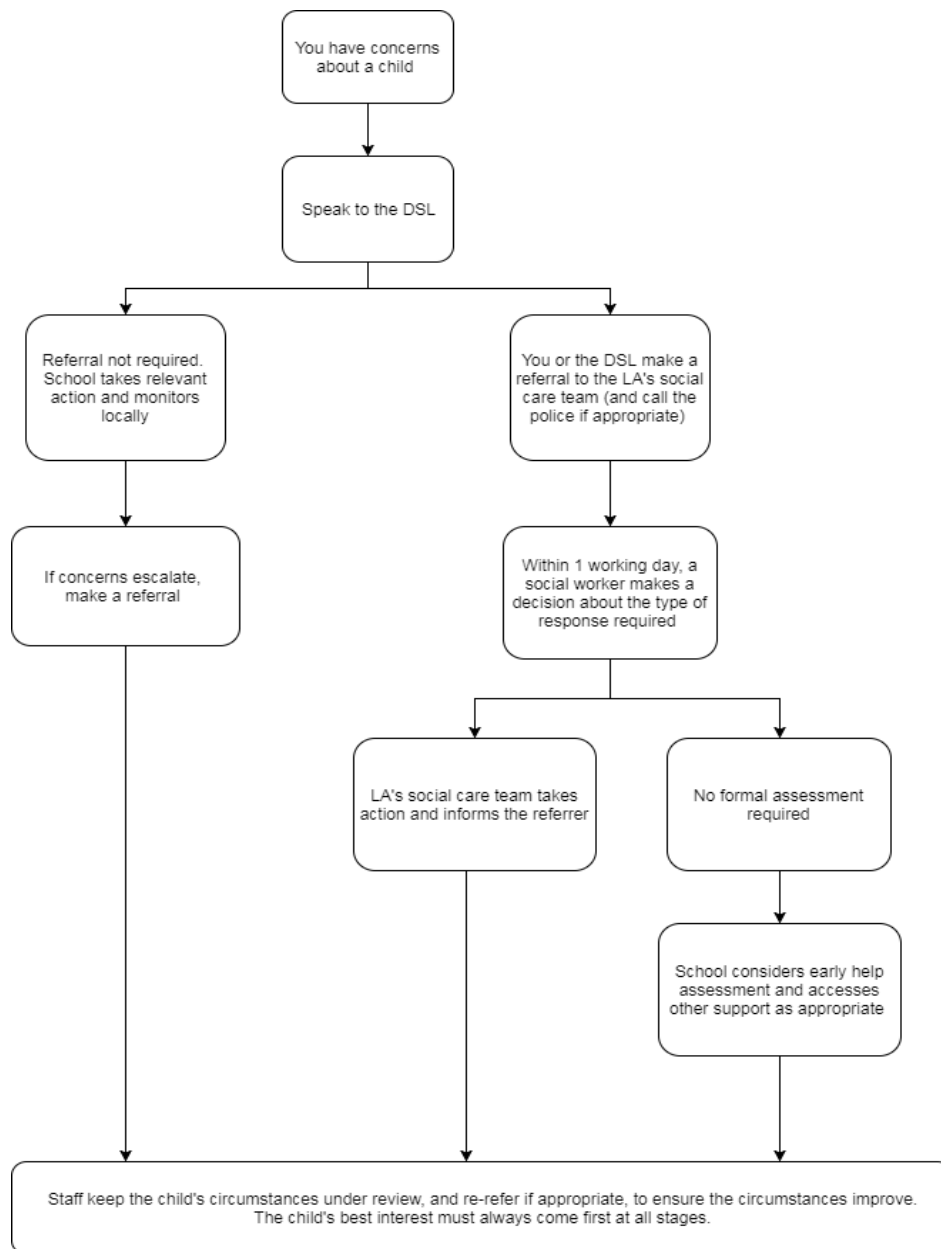 You have concerns
about a child
Speak to the DSL
Referral not required.
School takes relevant
action and monitors
locally
You or the DSL make a
referral to the LA's social
care team (and call the
police if appropriate)
If concerns escalate,
make a referral
Within 1 working day, a
social worker makes a
decision about the type of
response required
LA's social care team takes
action and informs the referrer
No formal assessment
required
School considers early help
assessment and accesses
other support as appropriate
Staff keep the child's circumstances under review, and re-refer if appropriate, to ensure the circumstances improve.
The child's best interest must always come first at all stages.